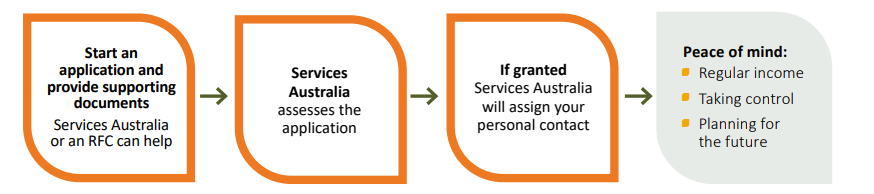 Start an
application and
provide supporting
documents
Services Australia
or an RFC can help
Services
Australia
assesses the
application
If granted
Services Australia
will assign your
personal contact
Peace of mind:
Regular income
Taking control
Planning for
the future